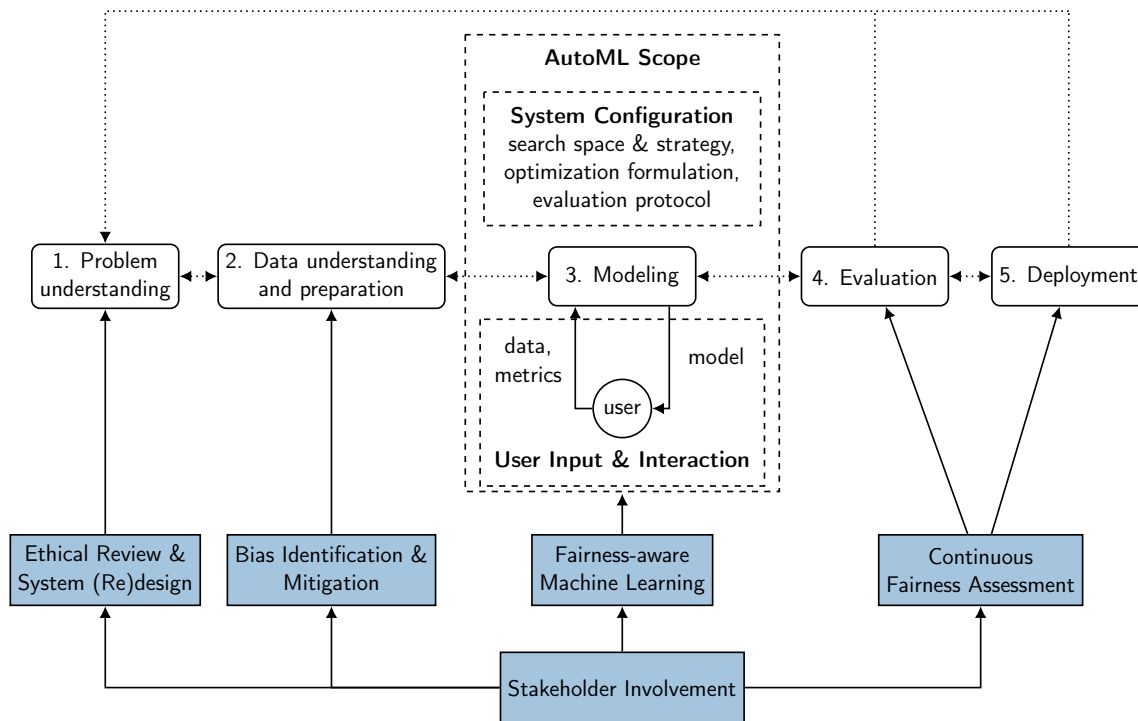 AutoML Scope
System Configuration
search space & strategy,
optimization formulation,
evaluation protocol
1. Problem
understanding
2. Data understanding
and preparation
3. Modeling
4. Evaluation
5. Deployment
data,
metrics
model
user
User Input & Interaction
Ethical Review &
System (Re)design
Bias Identification &
Mitigation
Fairness-aware
Machine Learning
Continuous
Fairness Assessment
Stakeholder Involvement